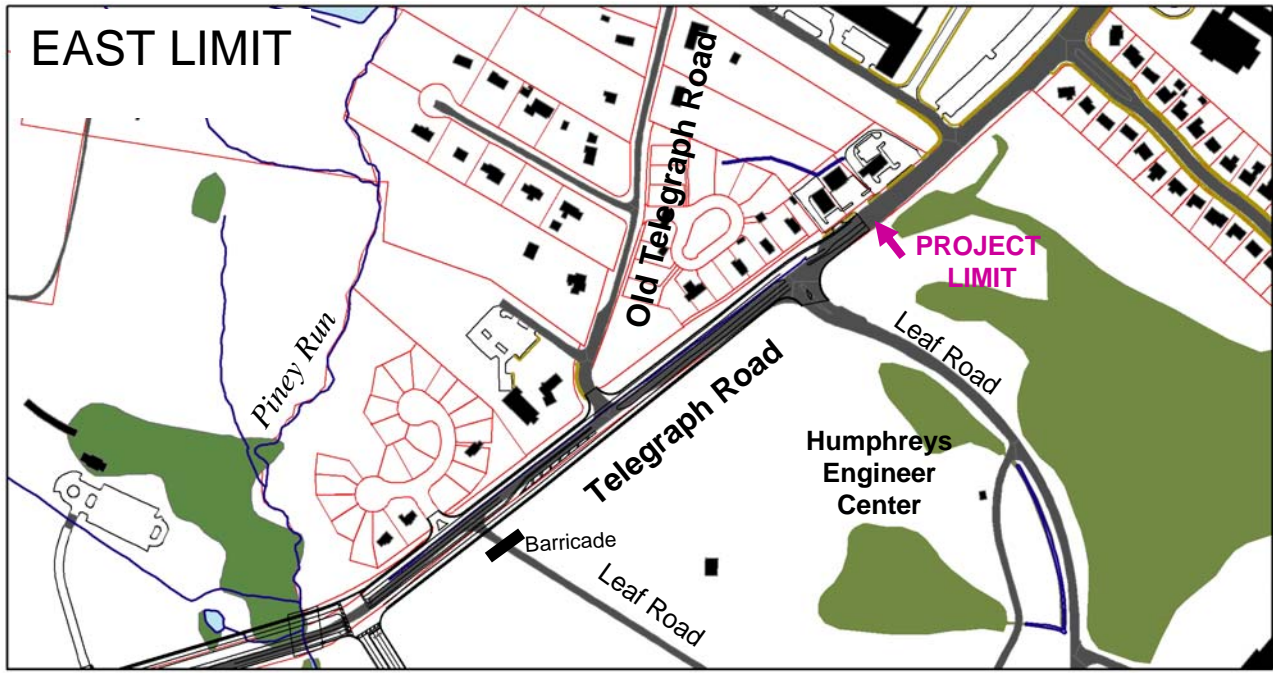 EAST LIMIT
Old Telegraph Road
PROJECT
LIMIT
Piney Run
Leaf Road
Telegraph Road
Humphreys
Engineer
Center
Barricade
Leaf Road